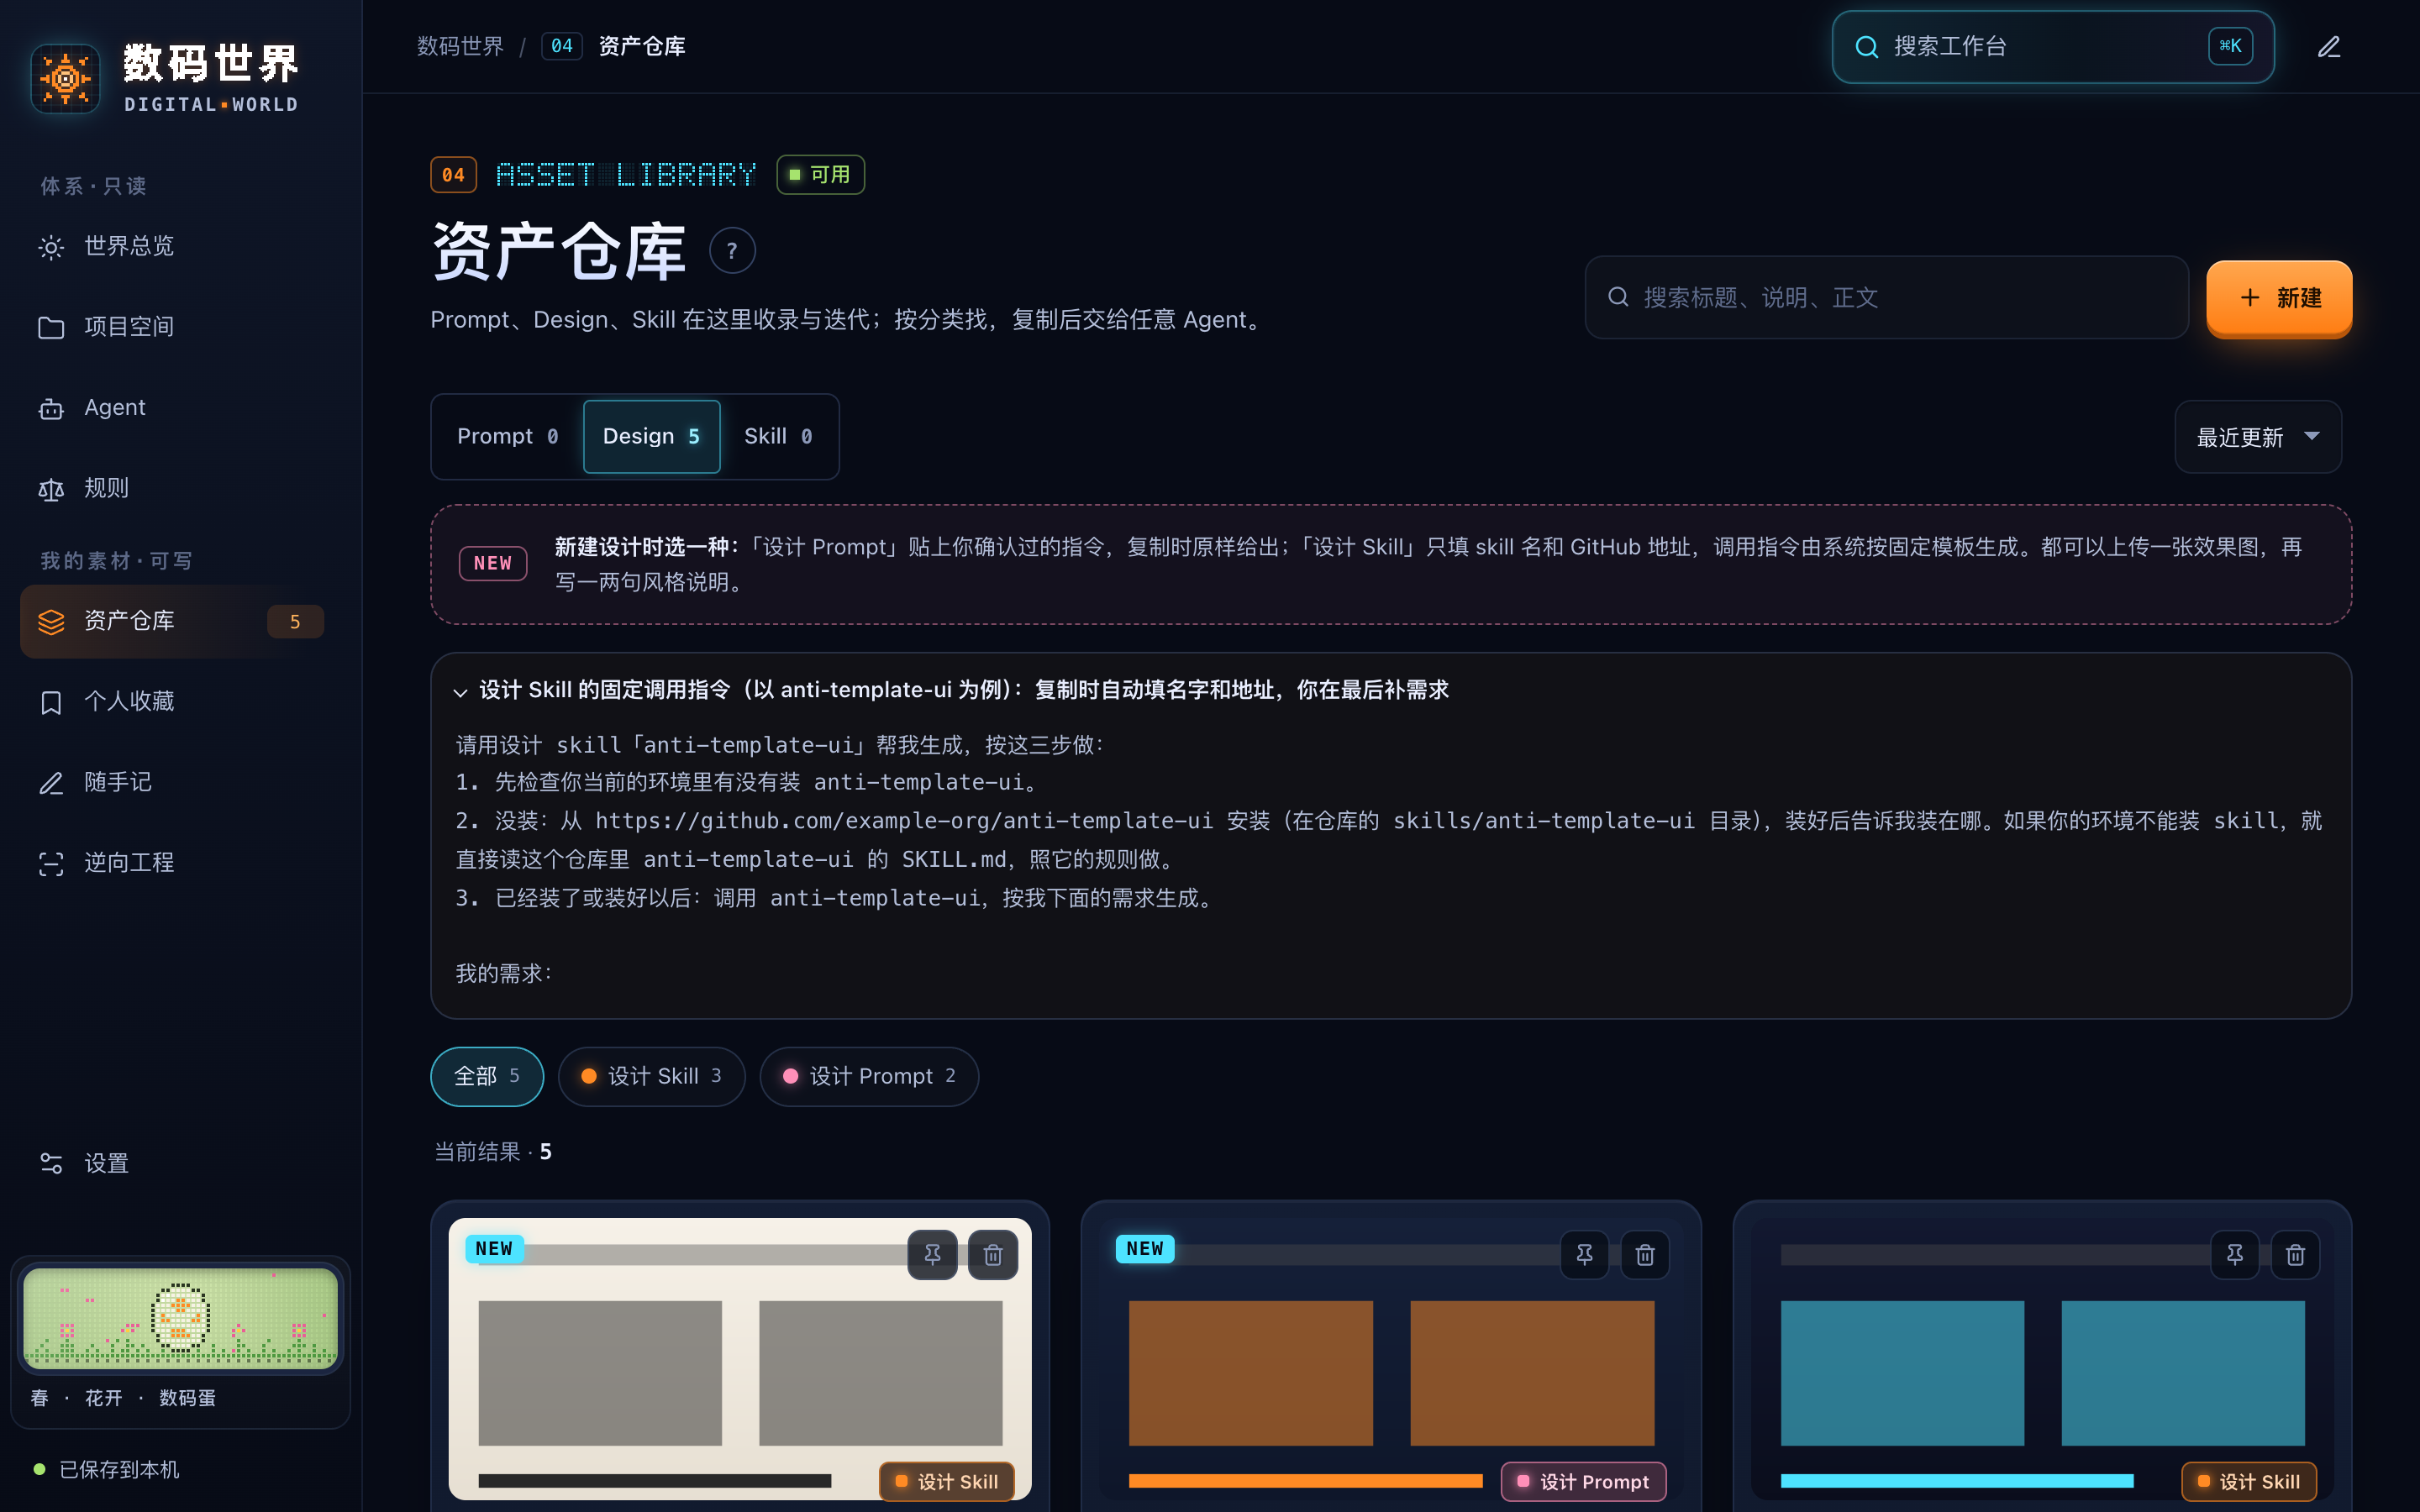 数码世界
DIGITAL·WORLD
体系·只读
世界总览
项目空间
Agent
规则
我的素材·可写
资产仓库 5
个人收藏
随手记
逆向工程
设置
春 · 花开 · 数码蛋
已保存到本机
数码世界 / 04 资产仓库
搜索工作台 ⌘K
04 ASSET LIBRARY 可用
资产仓库 ?
Prompt、Design、Skill 在这里收录与迭代；按分类找，复制后交给任意 Agent。
搜索标题、说明、正文
新建
Prompt 0 Design 5 Skill 0
最近更新
NEW
新建设计时选一种：「设计 Prompt」贴上你确认过的指令，复制时原样给出；「设计 Skill」只填 skill 名和 GitHub 地址，调用指令由系统按固定模板生成。都可以上传一张效果图，再
写一两句风格说明。
设计 Skill 的固定调用指令（以 anti-template-ui 为例）：复制时自动填名字和地址，你在最后补需求
请用设计 skill「anti-template-ui」帮我生成，按这三步做：
1. 先检查你当前的环境里有没有装 anti-template-ui。
2. 没装：从 https://github.com/example-org/anti-template-ui 安装（在仓库的 skills/anti-template-ui 目录），装好后告诉我装在哪。如果你的环境不能装 skill，就
直接读这个仓库里 anti-template-ui 的 SKILL.md，照它的规则做。
3. 已经装了或装好以后：调用 anti-template-ui，按我下面的需求生成。
我的需求：
全部 5 设计 Skill 3 设计 Prompt 2
当前结果 · 5
NEW
设计 Skill
NEW
设计 Prompt
设计 Skill